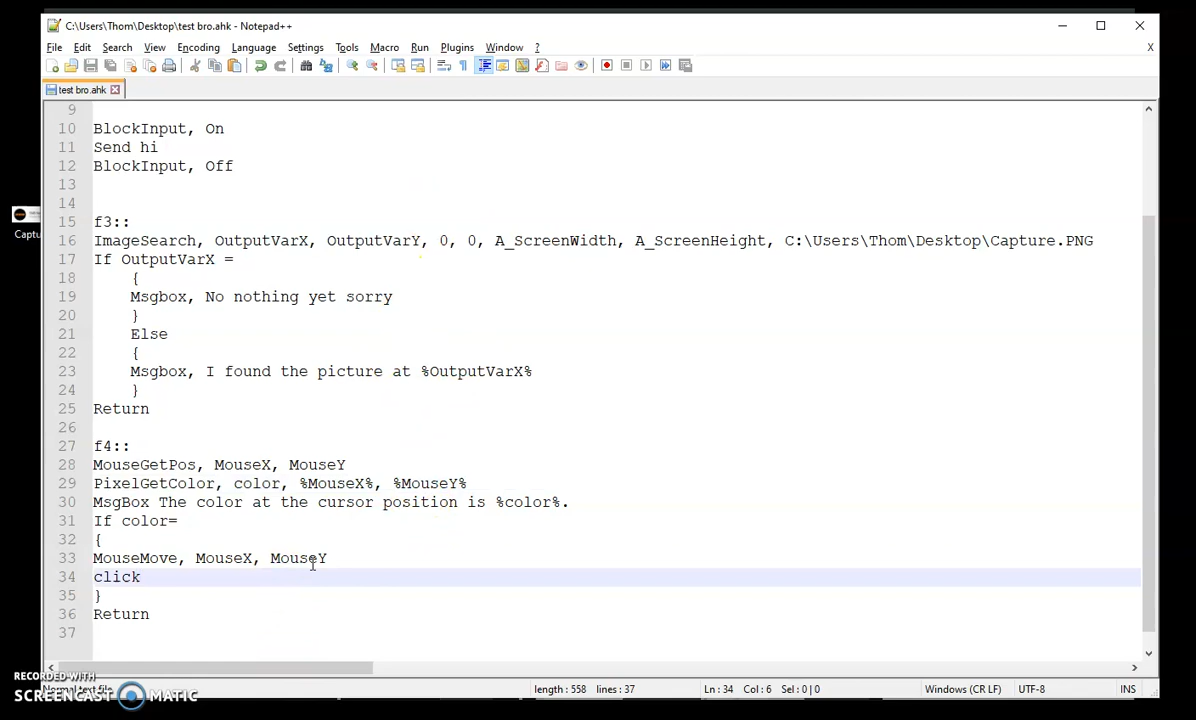 C:\Users\Thom\Desktop\test bro.ahk - Notepad++
File Edit Search View Encoding Language Settings Tools Macro Run Plugins Window ? X
test bro.ahk
9
10 BlockInput, On
11 Send hi
12 BlockInput, Off
13
14
15 f3::
16 ImageSearch, OutputVarX, OutputVarY, 0, 0, A_ScreenWidth, A_ScreenHeight, C:\Users\Thom\Desktop\Capture.PNG
17 If OutputVarX =
18 {
19 Msgbox, No nothing yet sorry
20 }
21 Else
22 {
23 Msgbox, I found the picture at %OutputVarX%
24 }
25 Return
26
27 f4::
28 MouseGetPos, MouseX, MouseY
29 PixelGetColor, color, %MouseX%, %MouseY%
30 MsgBox The color at the cursor position is %color%.
31 If color=
32 {
33 MouseMove, MouseX, MouseY
34 click
35 }
36 Return
37
Captu
RECORDED WITH
SCREENCAST MATIC
Normal text file length : 558 lines : 37 Ln : 34 Col : 6 Sel : 0 | 0 Windows (CR LF) UTF-8 INS